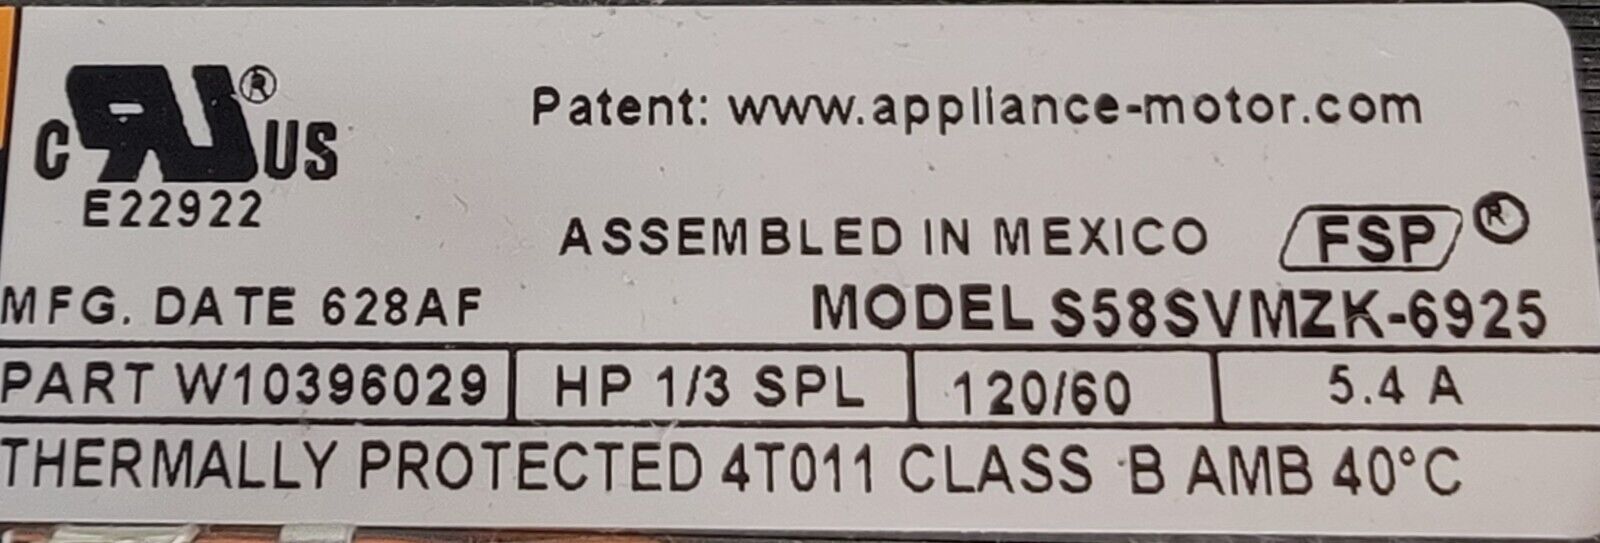 Patent: www.appliance-motor.com
C RU® US
E22922
ASSEMBLED IN MEXICO FSP®
MFG. DATE 628AF MODEL S58SVMZK-6925
PART W10396029 HP 1/3 SPL 120/60 5.4 A
THERMALLY PROTECTED 4T011 CLASS B AMB 40°C